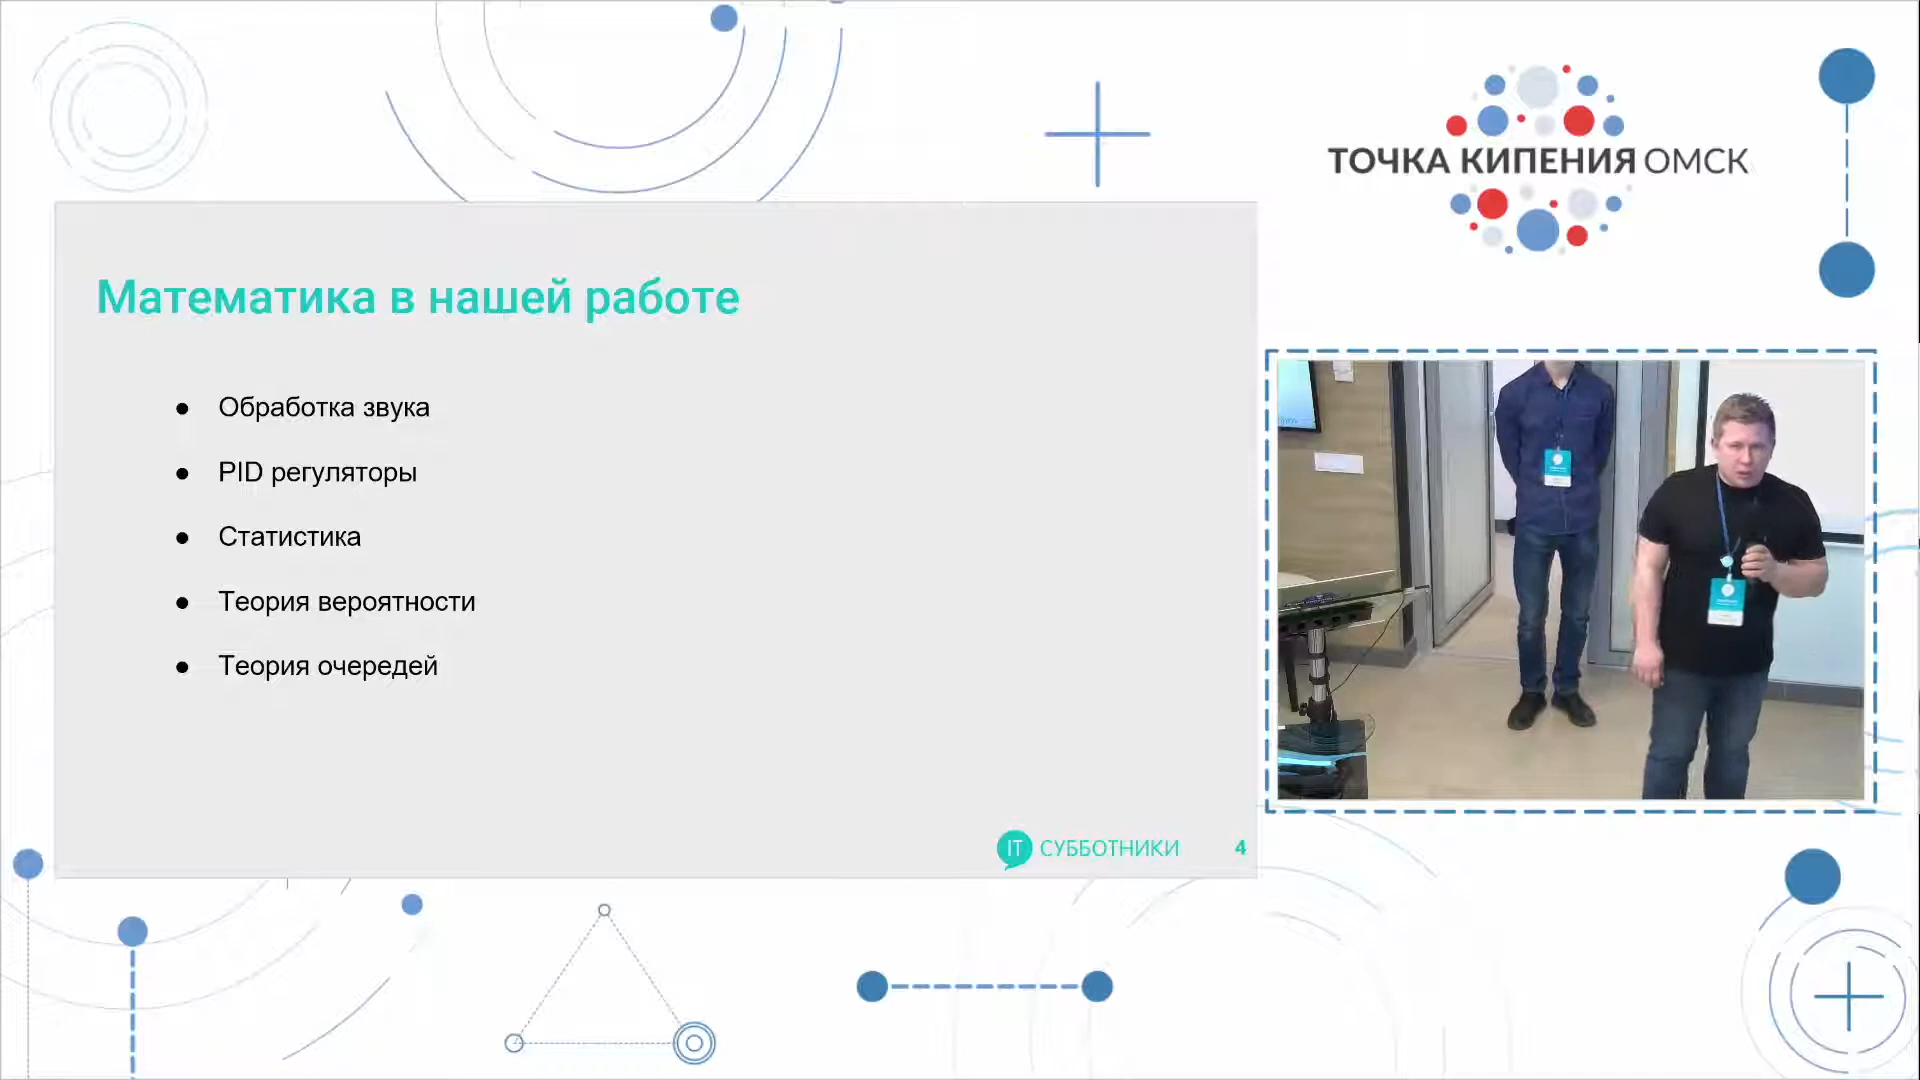 ТОЧКА КИПЕНИЯ ОМСК
Математика в нашей работе
● Обработка звука
● PID регуляторы
● Статистика
● Теория вероятности
● Теория очередей
IT СУББОТНИКИ 4